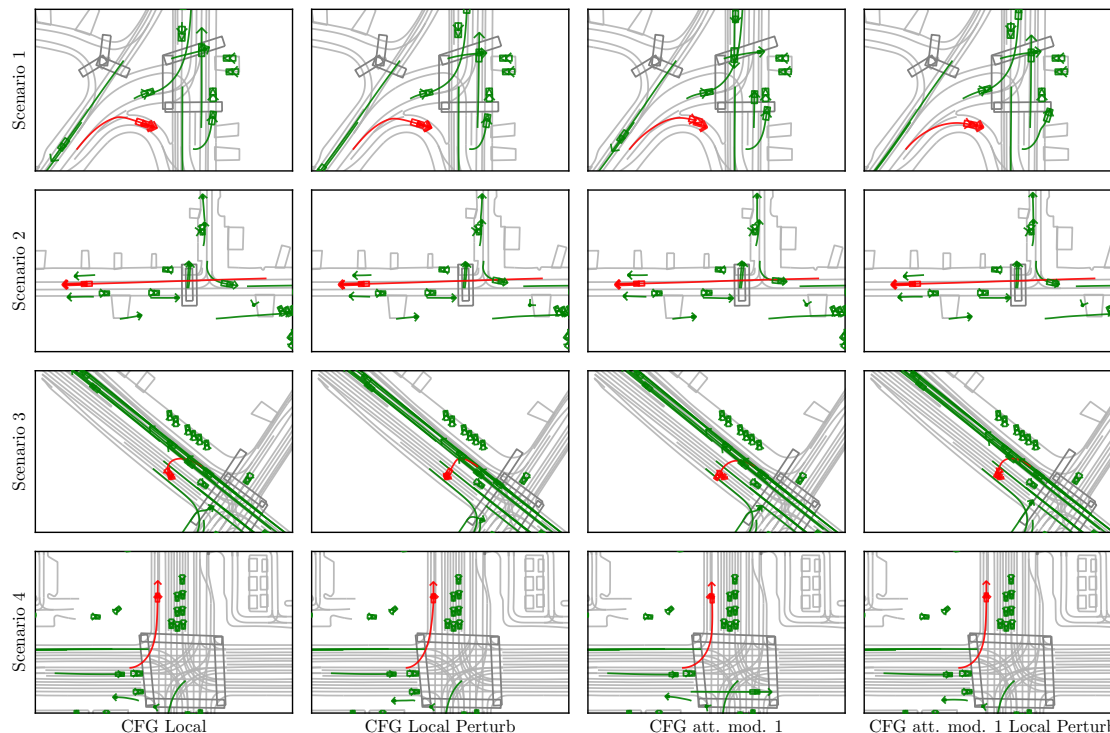 Scenario 1
Scenario 2
Scenario 3
Scenario 4
CFG Local
CFG Local Perturb
CFG att. mod. 1
CFG att. mod. 1 Local Perturb